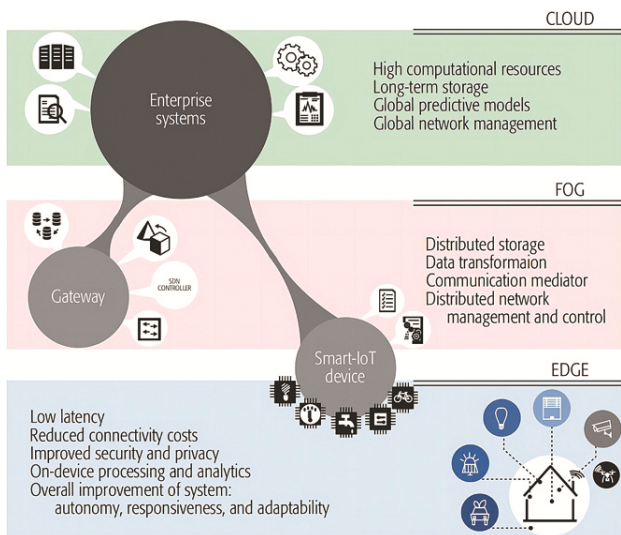 CLOUD
Enterprise
systems
High computational resources
Long-term storage
Global predictive models
Global network management
FOG
Gateway
SDN
CONTROLLER
Distributed storage
Data transformaion
Communication mediator
Distributed network
management and control
Smart-IoT
device
EDGE
Low latency
Reduced connectivity costs
Improved security and privacy
On-device processing and analytics
Overall improvement of system:
autonomy, responsiveness, and adaptability